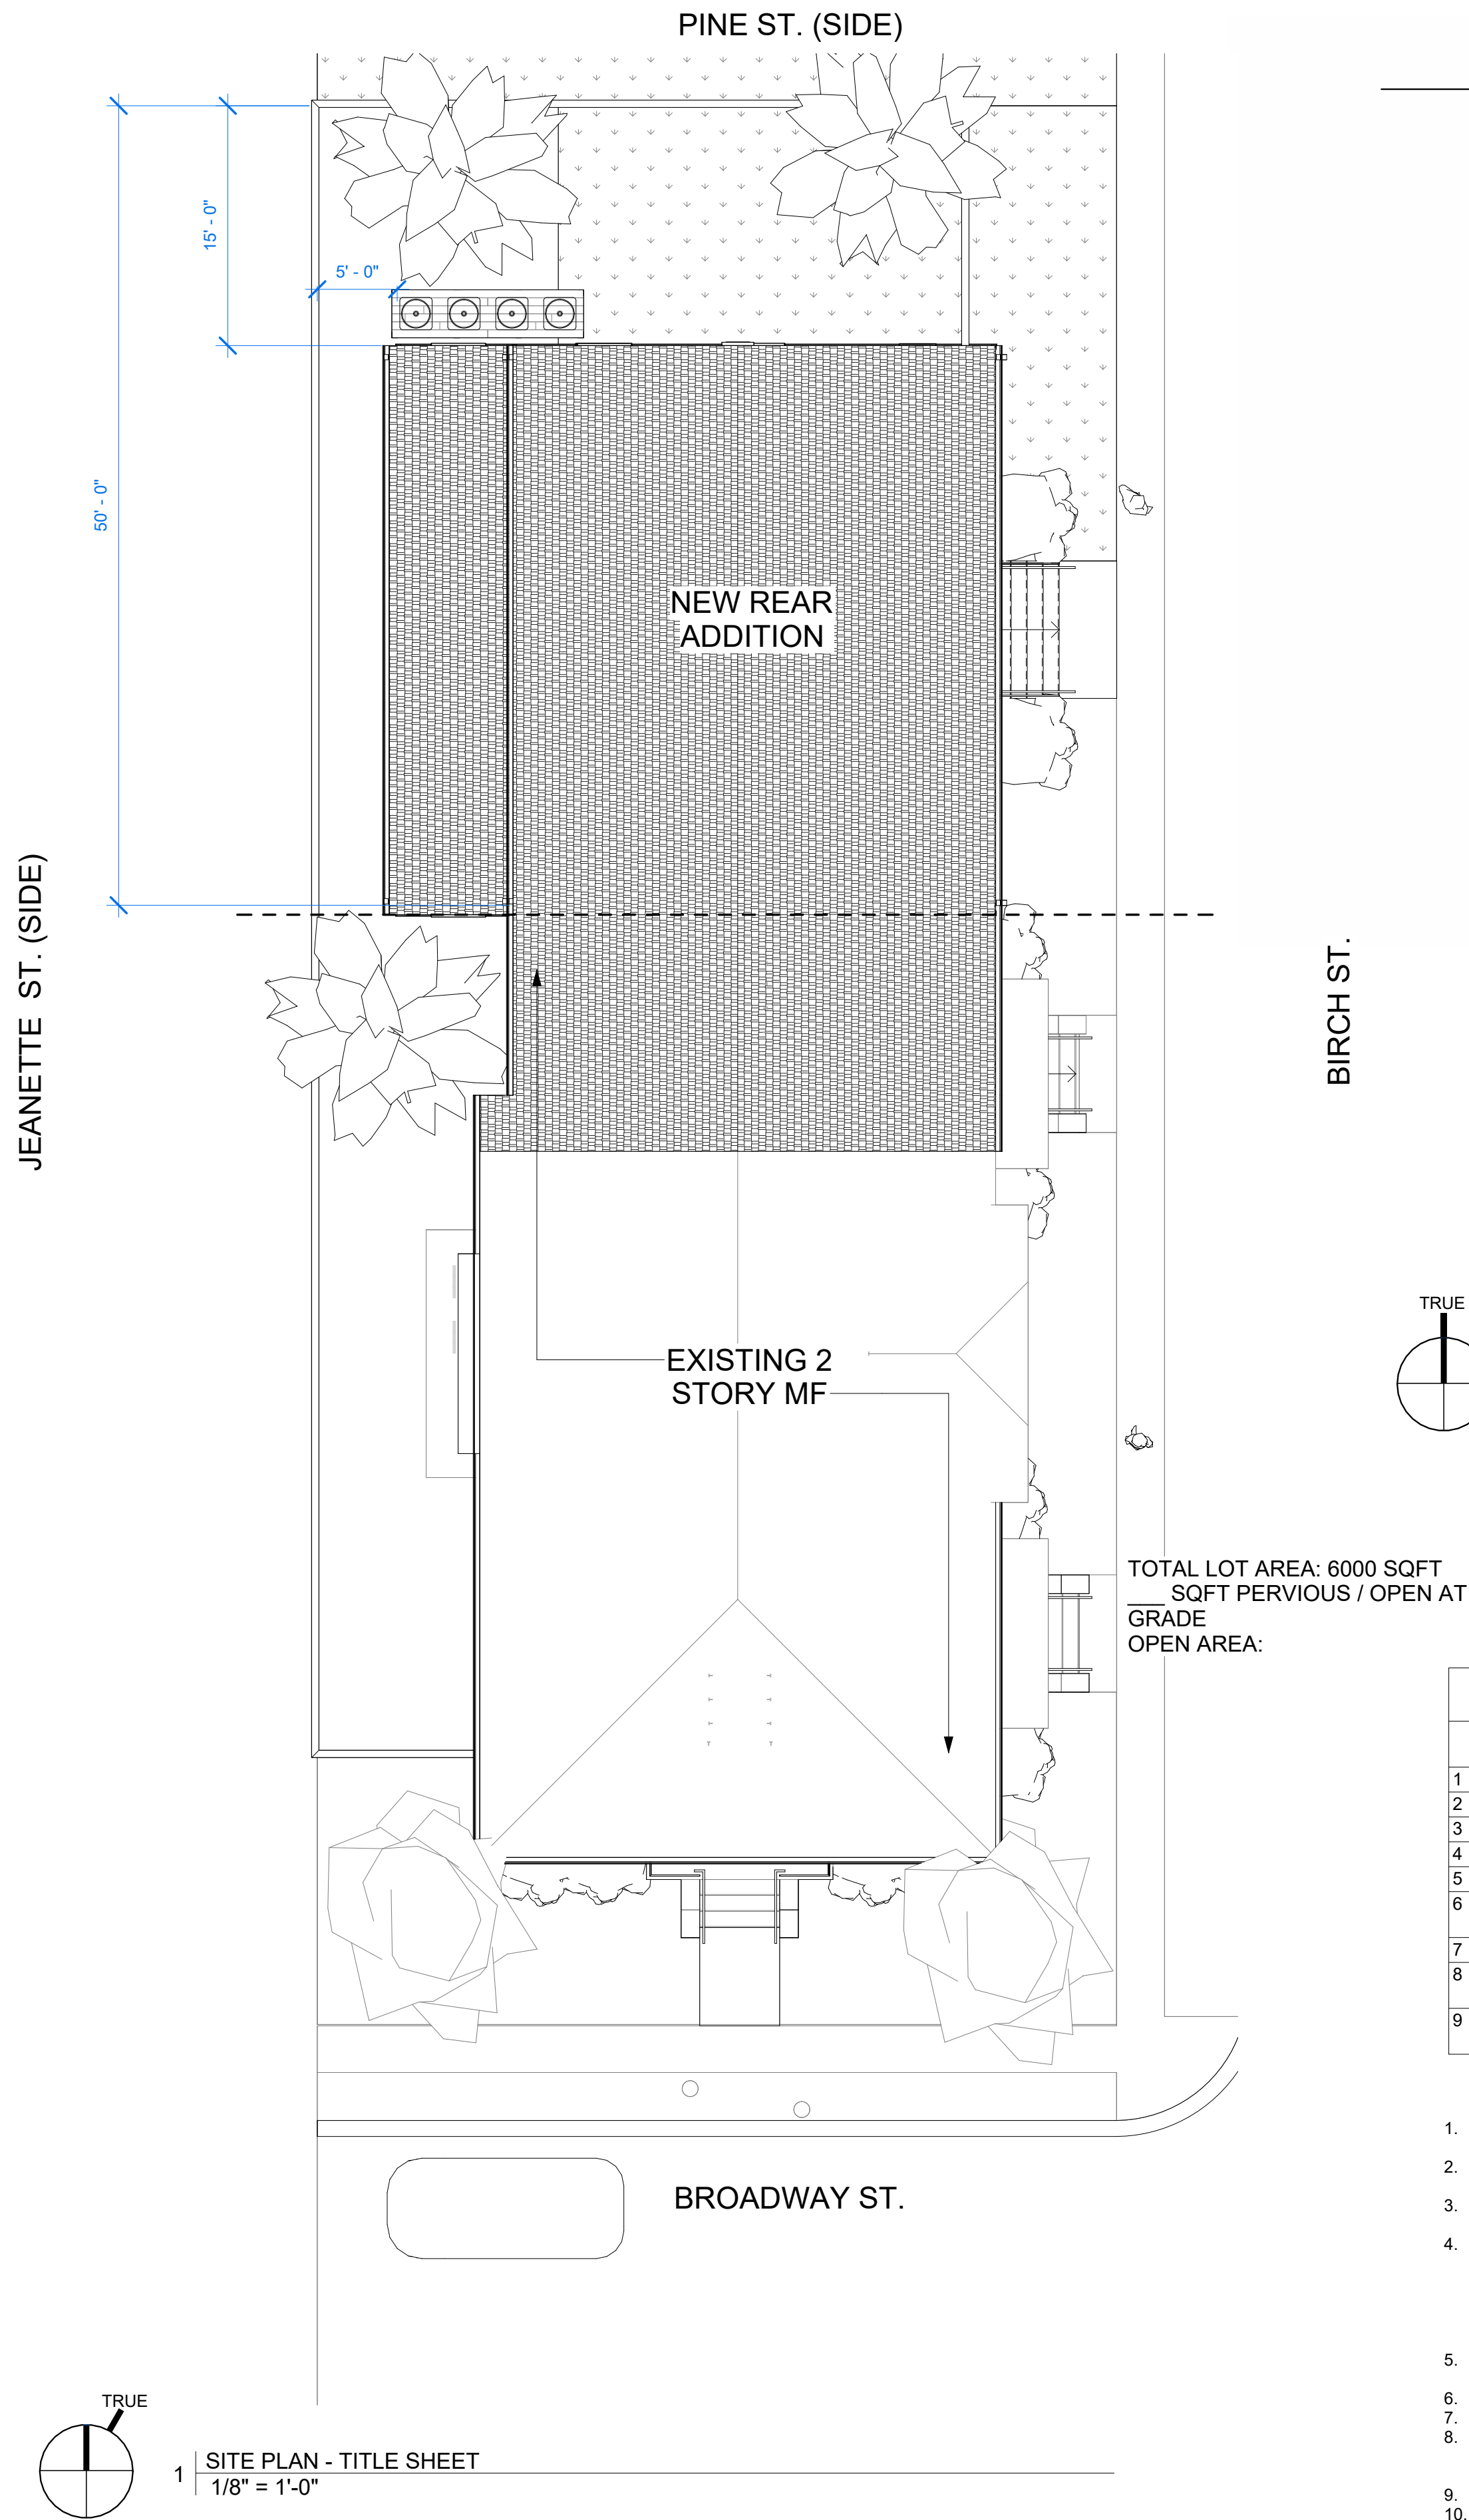 PINE ST. (SIDE)
15' - 0"
5' - 0"
50' - 0"
NEW REAR
ADDITION
JEANETTE ST. (SIDE)
BIRCH ST.
TRUE
EXISTING 2
STORY MF
TOTAL LOT AREA: 6000 SQFT
___ SQFT PERVIOUS / OPEN AT
GRADE
OPEN AREA:
1
2
3
4
5
6
7
8
9
1.
2.
3.
4.
5.
6.
7.
8.
9.
10.
BROADWAY ST.
TRUE
1
SITE PLAN - TITLE SHEET
1/8" = 1'-0"